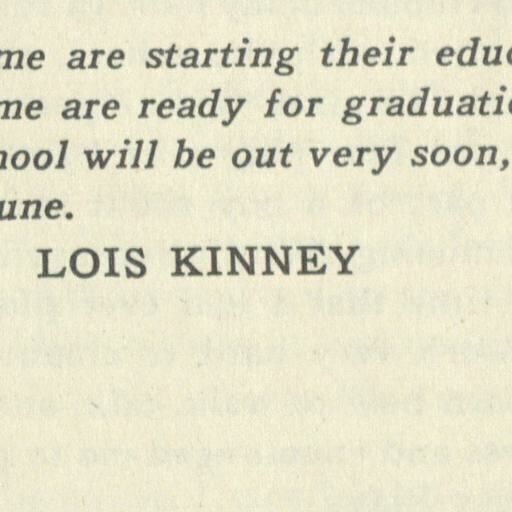 me are starting their educ
me are ready for graduati
hool will be out very soon,
une.
LOIS KINNEY